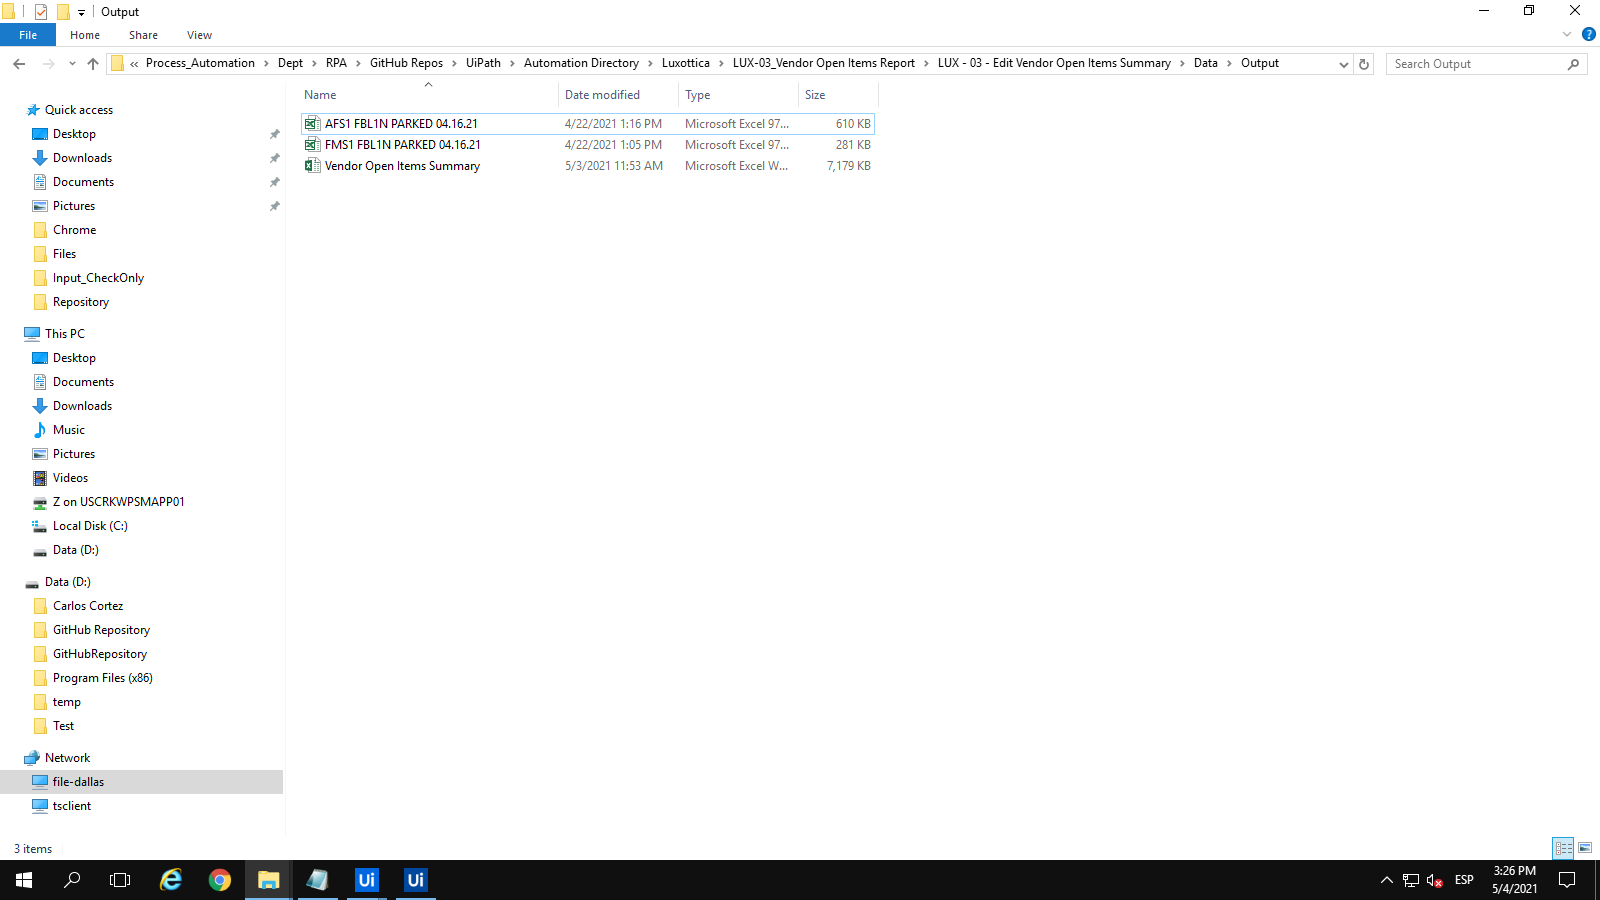 Output
File Home Share View
« Process_Automation › Dept › RPA › GitHub Repos › UiPath › Automation Directory › Luxottica › LUX-03_Vendor Open Items Report › LUX - 03 - Edit Vendor Open Items Summary › Data › Output
Search Output
Name Date modified Type Size
AFS1 FBL1N PARKED 04.16.21 4/22/2021 1:16 PM Microsoft Excel 97... 610 KB
FMS1 FBL1N PARKED 04.16.21 4/22/2021 1:05 PM Microsoft Excel 97... 281 KB
Vendor Open Items Summary 5/3/2021 11:53 AM Microsoft Excel W... 7,179 KB
Quick access
Desktop
Downloads
Documents
Pictures
Chrome
Files
Input_CheckOnly
Repository
This PC
Desktop
Documents
Downloads
Music
Pictures
Videos
Z on USCRKWPSMAPP01
Local Disk (C:)
Data (D:)
Data (D:)
Carlos Cortez
GitHub Repository
GitHubRepository
Program Files (x86)
temp
Test
Network
file-dallas
tsclient
3 items
Ui Ui
ESP
3:26 PM
5/4/2021